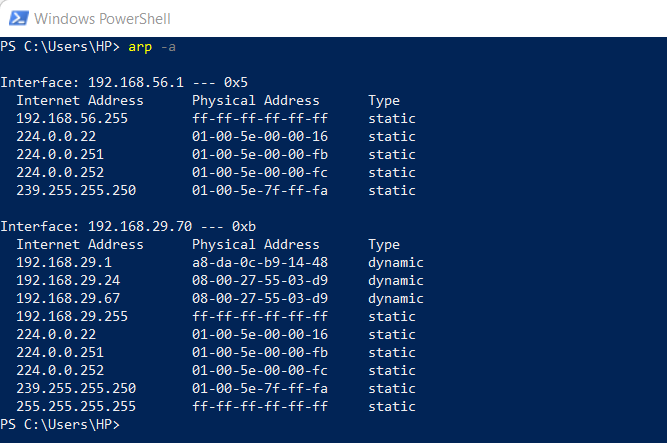 Windows PowerShell
PS C:\Users\HP> arp -a
Interface: 192.168.56.1 --- 0x5
Internet Address Physical Address Type
192.168.56.255 ff-ff-ff-ff-ff-ff static
224.0.0.22 01-00-5e-00-00-16 static
224.0.0.251 01-00-5e-00-00-fb static
224.0.0.252 01-00-5e-00-00-fc static
239.255.255.250 01-00-5e-7f-ff-fa static
Interface: 192.168.29.70 --- 0xb
Internet Address Physical Address Type
192.168.29.1 a8-da-0c-b9-14-48 dynamic
192.168.29.24 08-00-27-55-03-d9 dynamic
192.168.29.67 08-00-27-55-03-d9 dynamic
192.168.29.255 ff-ff-ff-ff-ff-ff static
224.0.0.22 01-00-5e-00-00-16 static
224.0.0.251 01-00-5e-00-00-fb static
224.0.0.252 01-00-5e-00-00-fc static
239.255.255.250 01-00-5e-7f-ff-fa static
255.255.255.255 ff-ff-ff-ff-ff-ff static
PS C:\Users\HP>